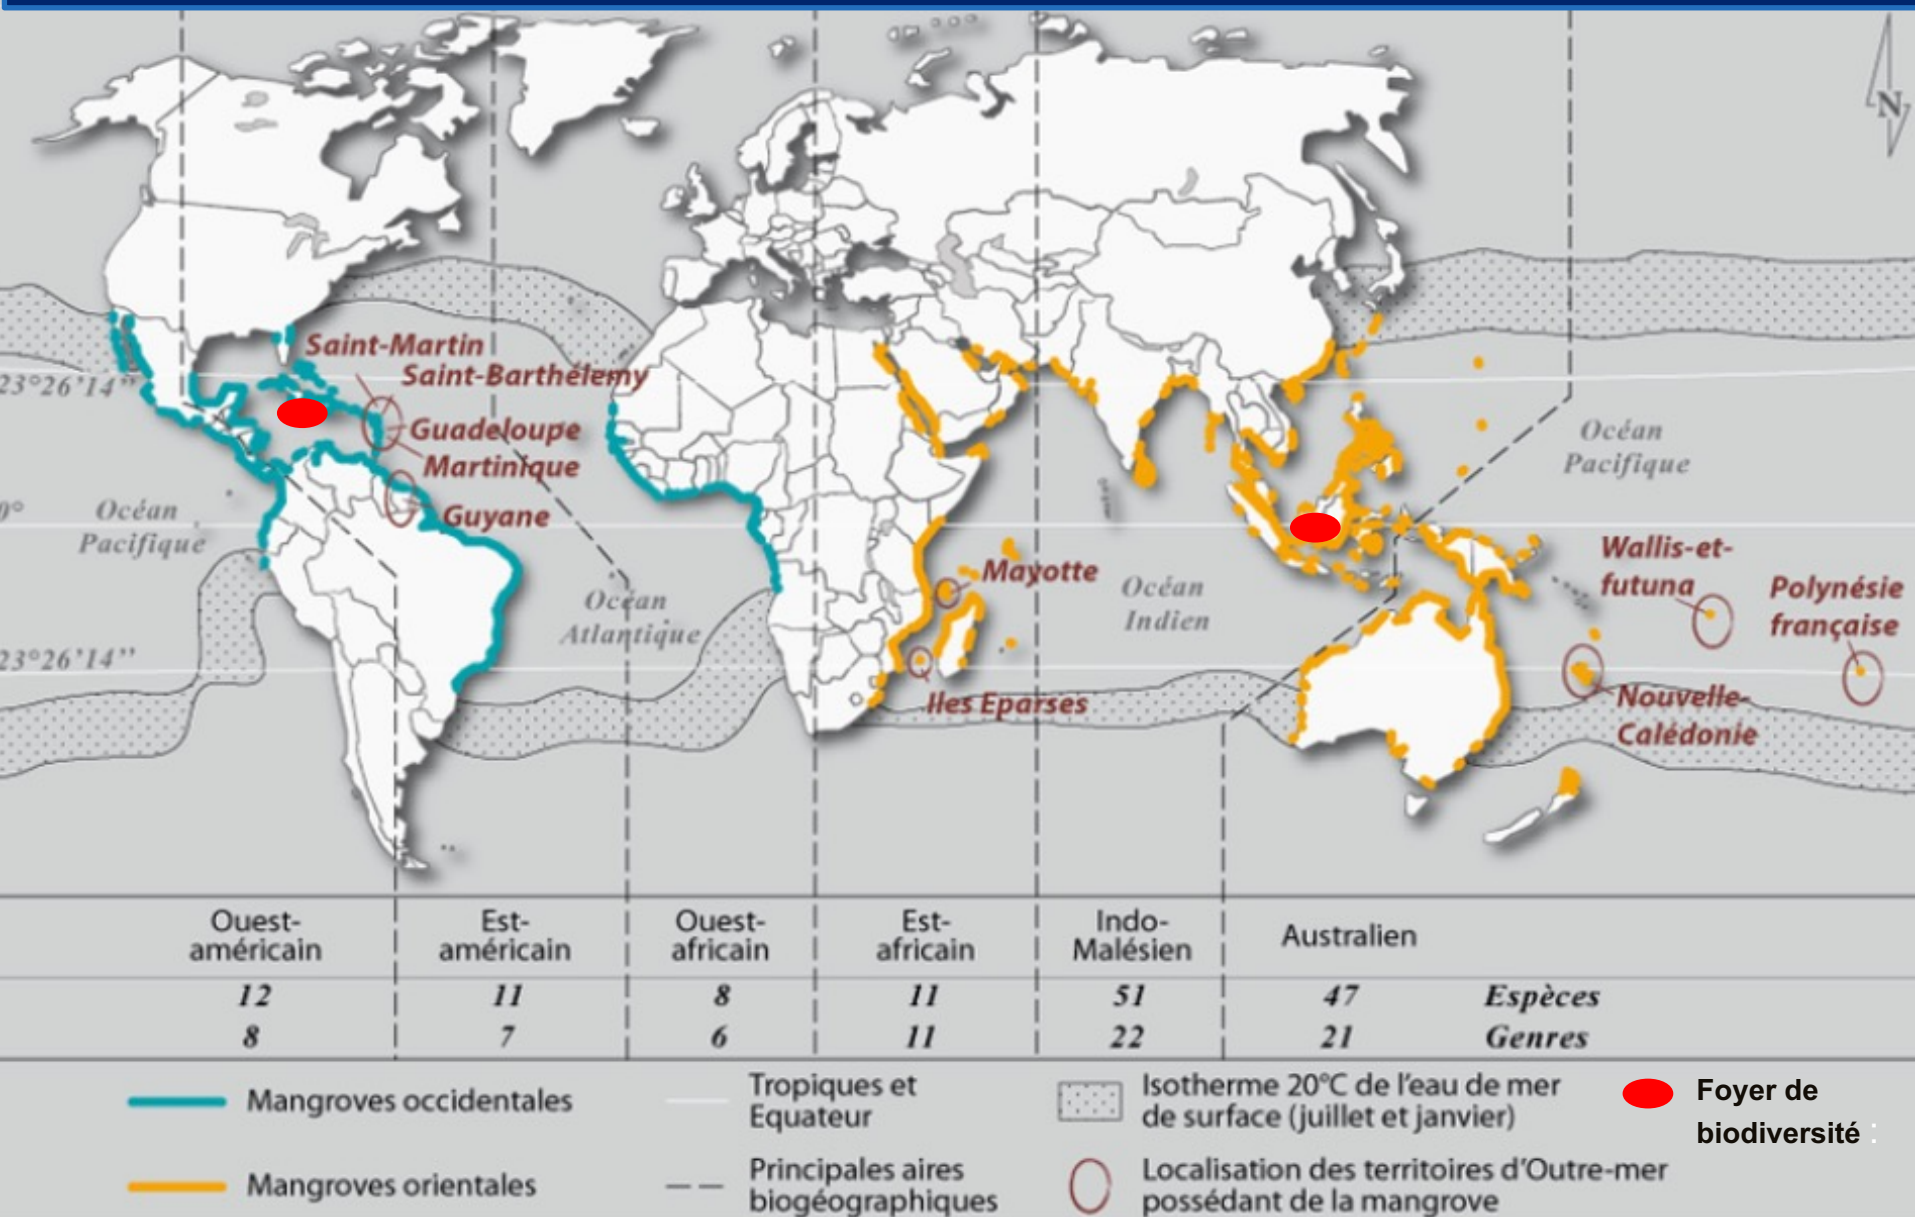 N
Saint-Martin
Saint-Barthélemy
23°26'14"
Guadeloupe
Martinique
Océan
Pacifique
Océan
Pacifique
0°
Guyane
Wallis-et-
futuna
Mayotte
Océan
Indien
Polynésie
française
Océan
Atlantique
23°26'14"
Iles Eparses
Nouvelle-
Calédonie
Ouest-
américain
Est-
américain
Ouest-
africain
Est-
africain
Indo-
Malésien
Australien
12 11 8 11 51 47 Espèces
8 7 6 11 22 21 Genres
Mangroves occidentales
Tropiques et
Equateur
Isotherme 20°C de l'eau de mer
de surface (juillet et janvier)
Foyer de
biodiversité :
Mangroves orientales
Principales aires
biogéographiques
Localisation des territoires d'Outre-mer
possédant de la mangrove